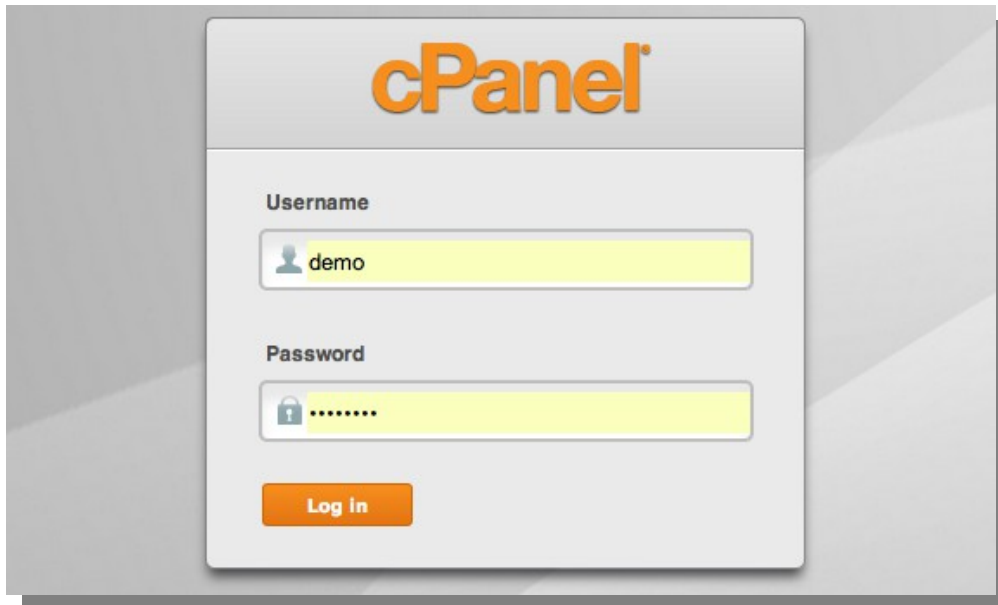 cPanel®
Username
demo
Password
••••••••
Log in